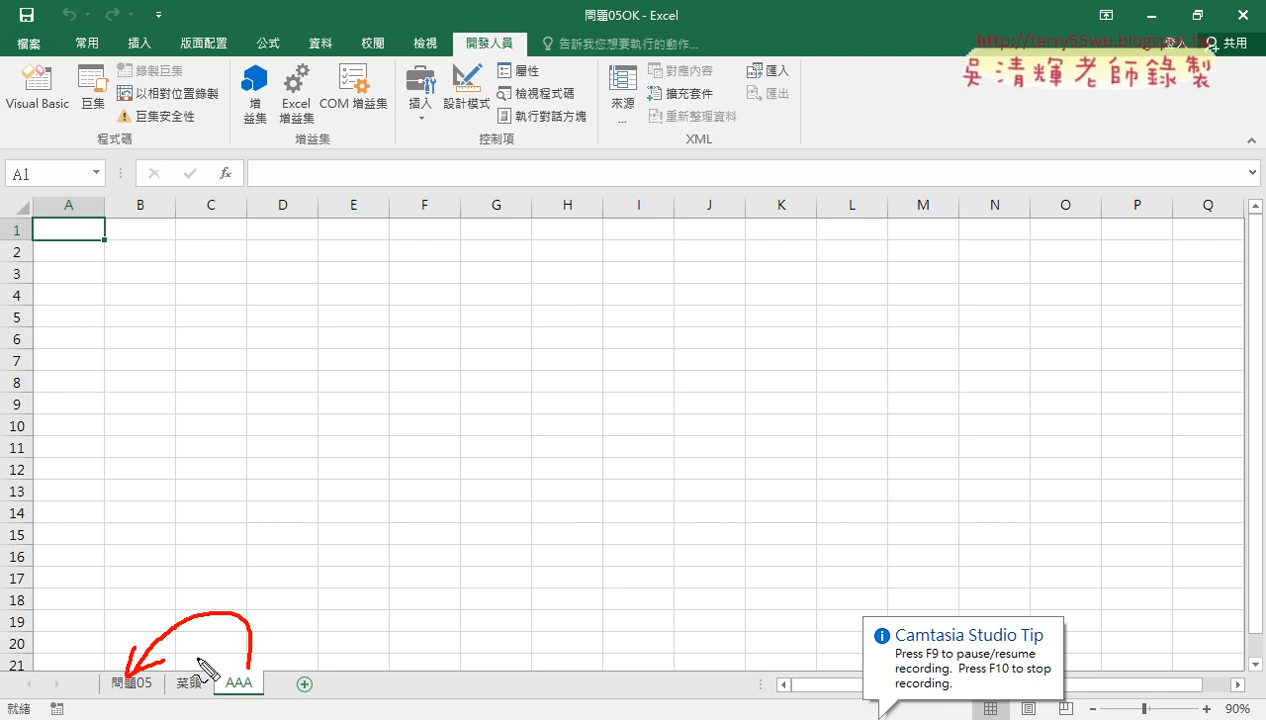 問題05OK - Excel
檔案 常用 插入 版面配置 公式 資料 校閱 檢視 開發人員 告訴我您想要執行的動作... 登入 共用
http://terry55wu.blogspot.tw
吳清輝老師錄製
Visual Basic 巨集 錄製巨集 以相對位置錄製 巨集安全性
增益集 Excel 增益集 COM 增益集
插入 設計模式 屬性 檢視程式碼 執行對話方塊
來源... 對應內容 擴充套件 重新整理資料 匯入 匯出
程式碼 增益集 控制項 XML
A1 fx
A B C D E F G H I J K L M N O P Q
1
2
3
4
5
6
7
8
9
10
11
12
13
14
15
16
17
18
19
20
21
Camtasia Studio Tip
Press F9 to pause/resume
recording. Press F10 to stop
recording.
問題05 菜頭 AAA
就緒 90%